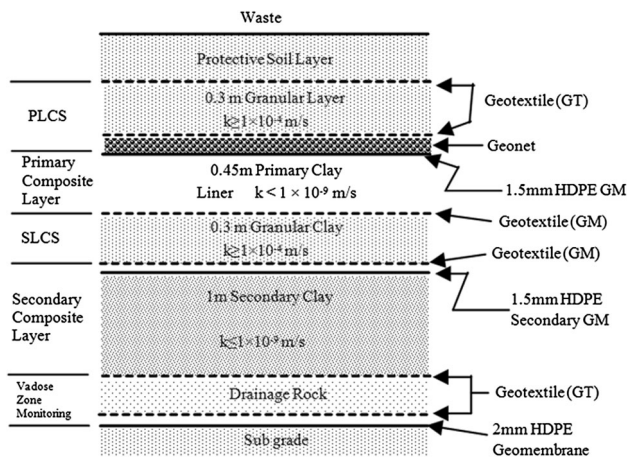 Waste
Protective Soil Layer
PLCS
0.3 m Granular Layer
k≥1×10⁻⁴ m/s
Geotextile (GT)
Geonet
Primary
Composite
Layer
0.45m Primary Clay
Liner k < 1 × 10⁻⁹ m/s
1.5mm HDPE GM
Geotextile (GM)
SLCS
0.3 m Granular Clay
k≥1×10⁻⁴ m/s
Geotextile (GM)
Secondary
Composite
Layer
1m Secondary Clay
k≤1×10⁻⁹ m/s
1.5mm HDPE
Secondary GM
Vadose
Zone
Monitoring
Drainage Rock
Geotextile (GT)
Sub grade
2mm HDPE
Geomembrane